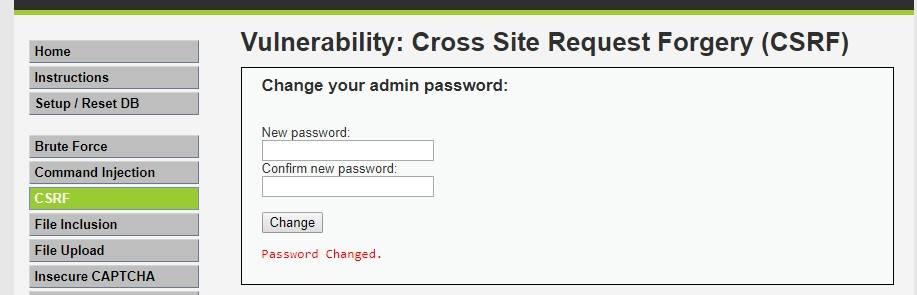 Vulnerability: Cross Site Request Forgery (CSRF)
Home
Instructions
Setup / Reset DB
Brute Force
Command Injection
CSRF
File Inclusion
File Upload
Insecure CAPTCHA
Change your admin password:
New password:
Confirm new password:
Change
Password Changed.